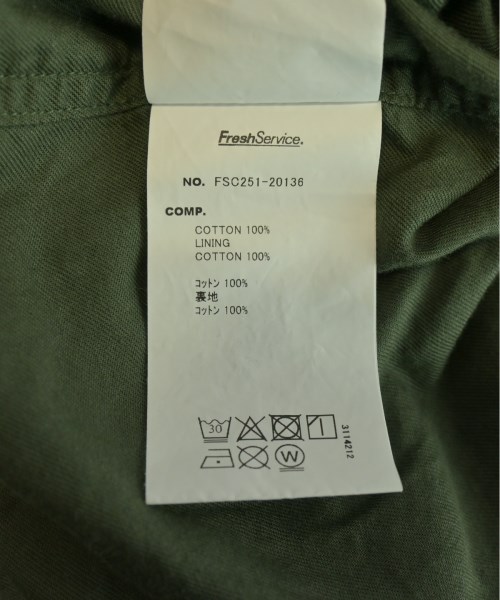 FreshService.
NO. FSC251-20136
COMP.
COTTON 100%
LINING
COTTON 100%
ｺｯﾄﾝ 100%
裏地
ｺｯﾄﾝ 100%
30
W
3114212